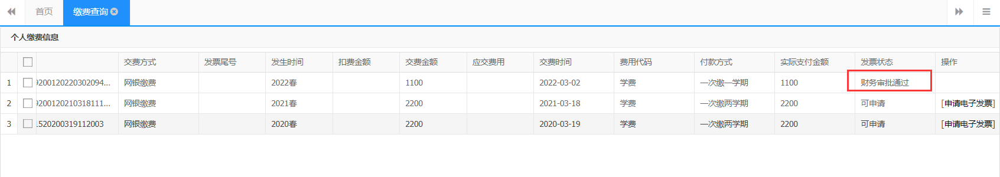 首页 缴费查询
个人缴费信息
交费方式 发票尾号 发生时间 扣费金额 交费金额 应交费用 交费时间 费用代码 付款方式 实际支付金额 发票状态 操作
1 9200120220302094... 网银缴费 2022春 1100 2022-03-02 学费 一次缴一学期 1100 财务审批通过
2 9200120210318111... 网银缴费 2021春 2200 2021-03-18 学费 一次缴两学期 2200 可申请 [申请电子发票]
3 1520200319112003 网银缴费 2020春 2200 2020-03-19 学费 一次缴两学期 2200 可申请 [申请电子发票]